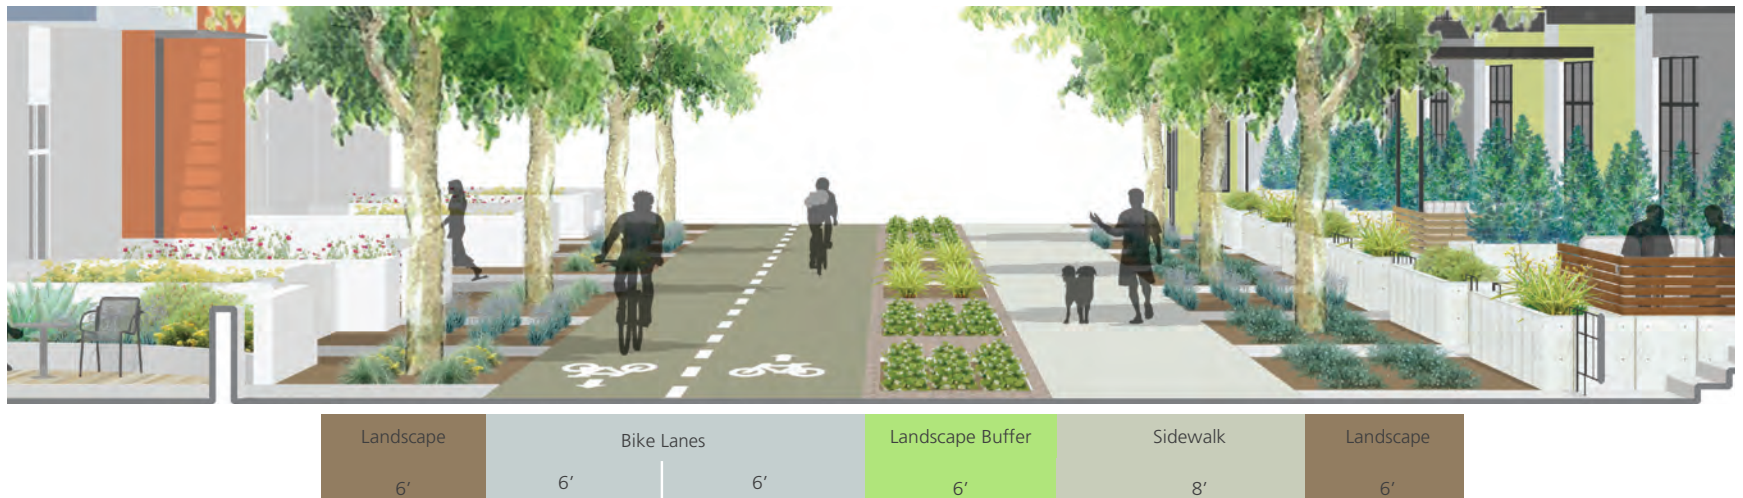 Landscape
Bike Lanes
Landscape Buffer
Sidewalk
Landscape
6’
6’
6’
6’
8’
6’